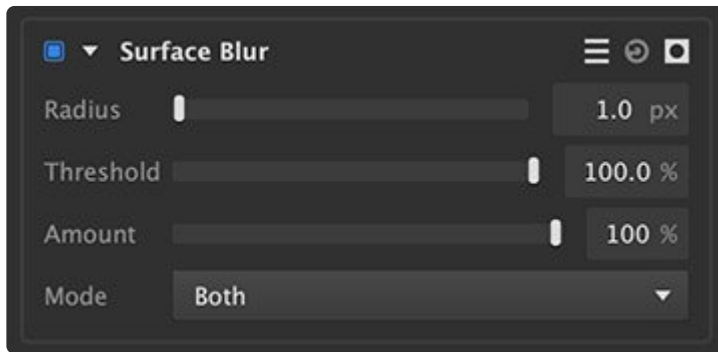 Surface Blur
Radius 1.0 px
Threshold 100.0 %
Amount 100 %
Mode Both